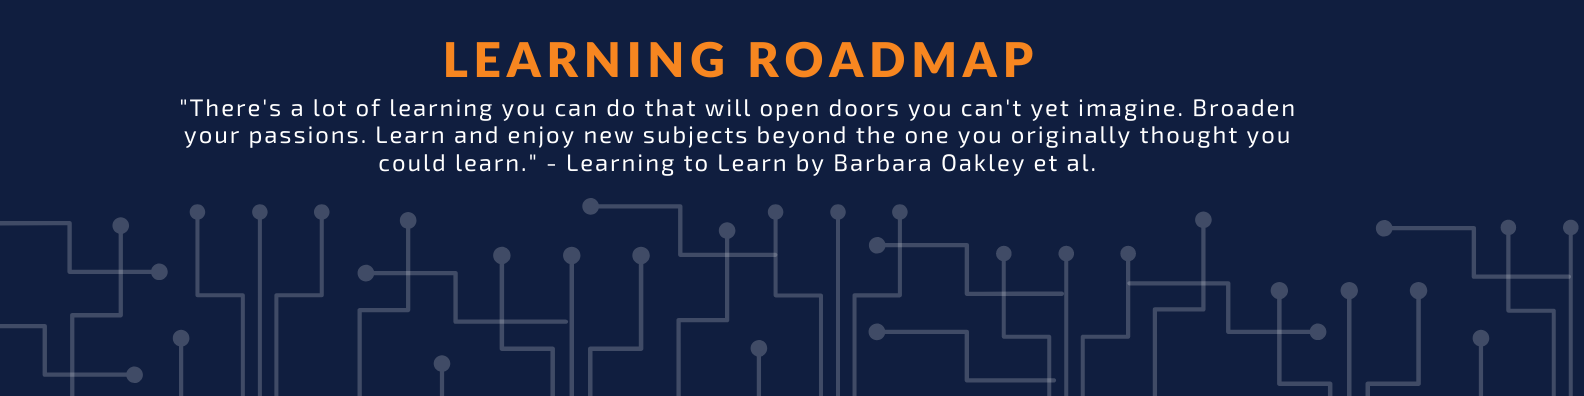 LEARNING ROADMAP
"There's a lot of learning you can do that will open doors you can't yet imagine. Broaden
your passions. Learn and enjoy new subjects beyond the one you originally thought you
could learn." - Learning to Learn by Barbara Oakley et al.